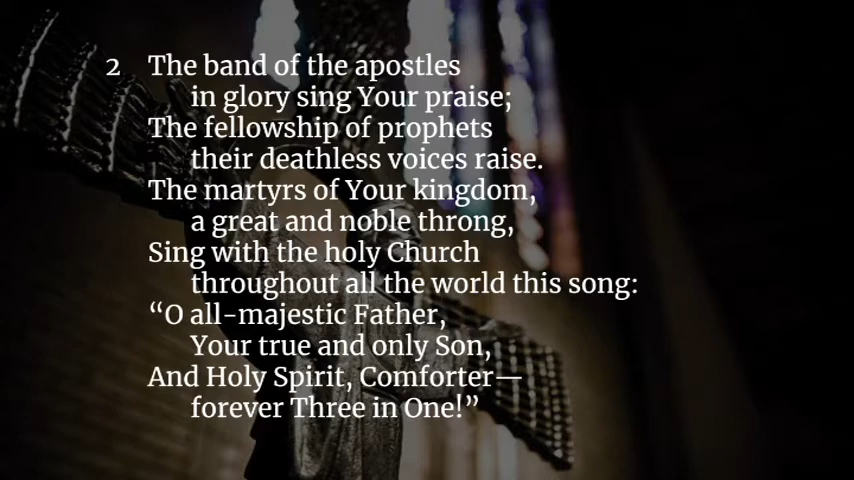 2 The band of the apostles
in glory sing Your praise;
The fellowship of prophets
their deathless voices raise.
The martyrs of Your kingdom,
a great and noble throng,
Sing with the holy Church
throughout all the world this song:
“O all-majestic Father,
Your true and only Son,
And Holy Spirit, Comforter—
forever Three in One!”